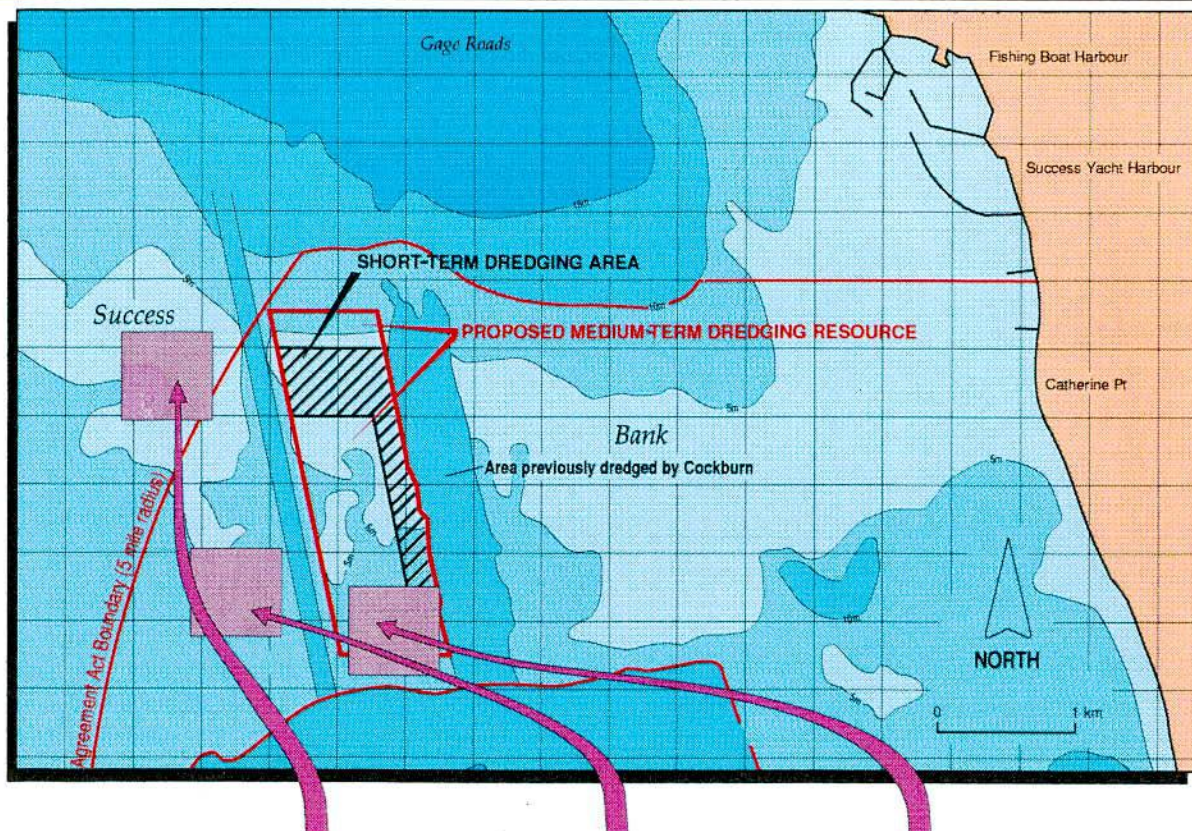 Gage Roads
Fishing Boat Harbour
Success Yacht Harbour
15m
5m
SHORT-TERM DREDGING AREA
10m
Success
PROPOSED MEDIUM-TERM DREDGING RESOURCE
Catherine Pt
5m
Bank
Area previously dredged by Cockburn
5m
Agreement Act Boundary (5 mile radius)
5m
5m
10m
NORTH
5m
0 1 km